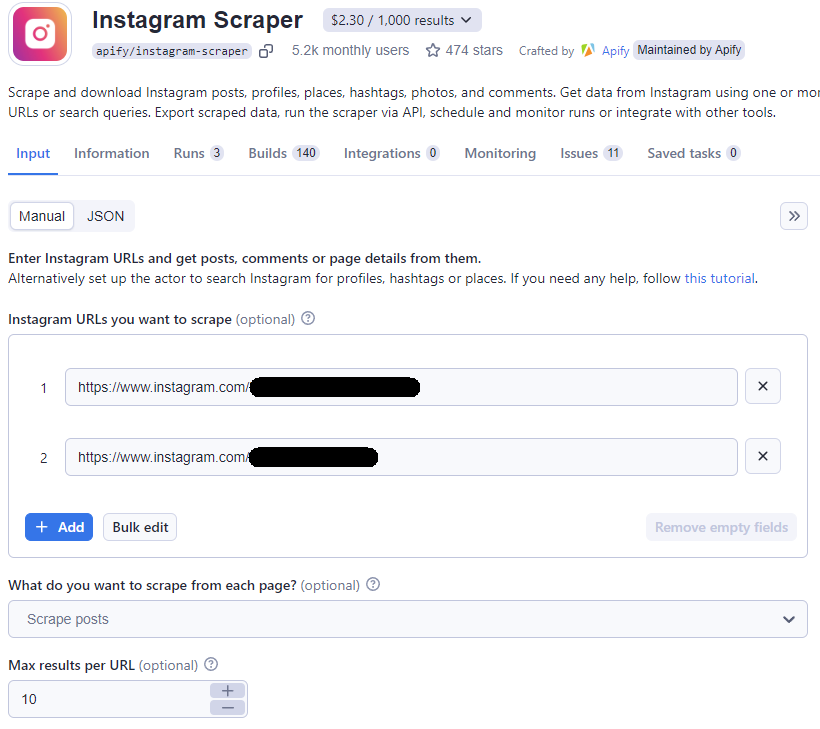 Instagram Scraper $2.30 / 1,000 results
apify/instagram-scraper 5.2k monthly users 474 stars Crafted by Apify Maintained by Apify
Scrape and download Instagram posts, profiles, places, hashtags, photos, and comments. Get data from Instagram using one or mor
URLs or search queries. Export scraped data, run the scraper via API, schedule and monitor runs or integrate with other tools.
Input Information Runs 3 Builds 140 Integrations 0 Monitoring Issues 11 Saved tasks 0
Manual JSON
Enter Instagram URLs and get posts, comments or page details from them.
Alternatively set up the actor to search Instagram for profiles, hashtags or places. If you need any help, follow this tutorial.
Instagram URLs you want to scrape (optional)
1 https://www.instagram.com/
2 https://www.instagram.com/
+ Add Bulk edit Remove empty fields
What do you want to scrape from each page? (optional)
Scrape posts
Max results per URL (optional)
10